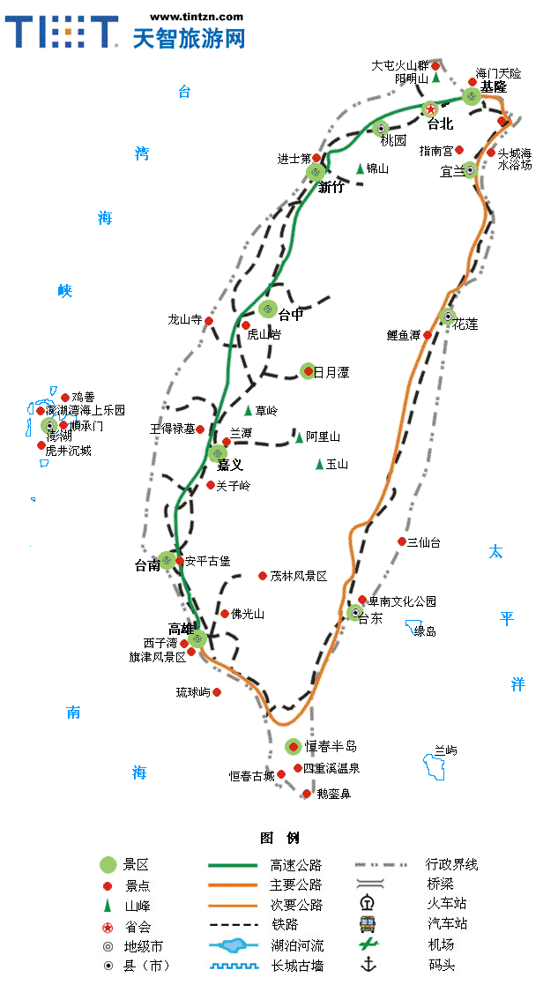 www.tintzn.com
TINT 天智旅游网
台
湾
海
峡
大屯火山群
阳明山
海门天险
基隆
台北
桃园
指南宫
头城海
水浴场
宜兰
进士第
新竹
锦山
龙山寺
台中
虎山岩
花莲
鲤鱼潭
日月潭
鸡善
澎湖湾海上乐园
順承门
澎湖
虎井沉城
草岭
王得禄墓
兰潭
阿里山
嘉义
玉山
关子岭
三仙台
太
平
洋
台南
安平古堡
茂林风景区
卑南文化公园
台东
绿岛
佛光山
高雄
西子湾
旗津风景区
琉球屿
南
海
恒春半岛
兰屿
四重溪温泉
恒春古城
鹅銮鼻
图 例
景区
高速公路
行政界线
景点
主要公路
桥梁
山峰
次要公路
火车站
省会
铁路
汽车站
地级市
湖泊河流
机场
县（市）
长城古墙
码头